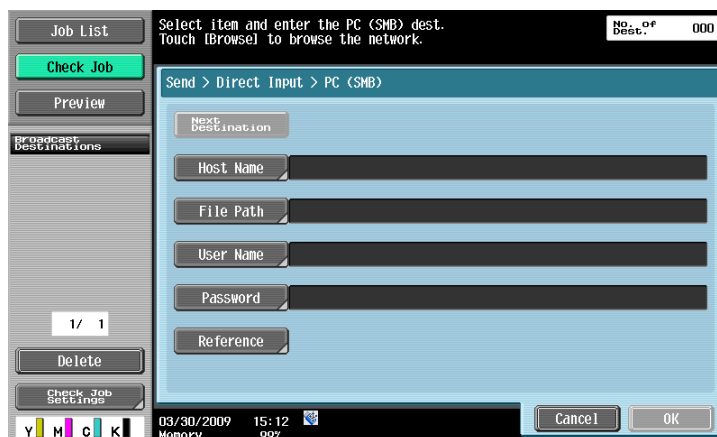 Job List
Check Job
Preview
Broadcast
Destinations
1/ 1
Delete
Check Job
Settings
Y M C K
Select item and enter the PC (SMB) dest.
Touch [Browse] to browse the network.
No. of
Dest.
000
Send > Direct Input > PC (SMB)
Next
Destination
Host Name
File Path
User Name
Password
Reference
Cancel
OK
03/30/2009 15:12
Memory 99%